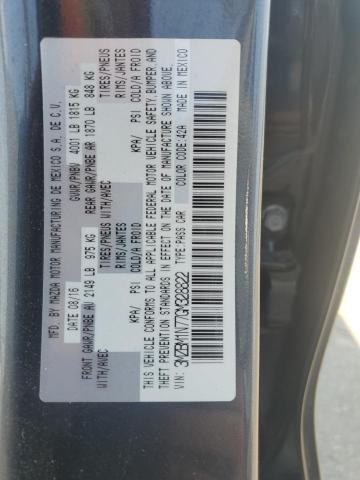 MFD. BY MAZDA MOTOR MANUFACTURING DE MEXICO S.A. DE C.V.
DATE 08/16 GVWR/PNBV 4001 LB 1815 KG
FRONT GAWR/PNBE AV 2149 LB 975 KG REAR GAWR/PNBE AR 1870 LB 848 KG
WITH/AVEC TIRES/PNEUS WITH/AVEC TIRES/PNEUS
RIMS/JANTES RIMS/JANTES
KPA/ PSI COLD/A FROID KPA/ PSI COLD/A FROID
THIS VEHICLE CONFORMS TO ALL APPLICABLE FEDERAL MOTOR VEHICLE SAFETY, BUMPER, AND
THEFT PREVENTION STANDARDS IN EFFECT ON THE DATE OF MANUFACTURE SHOWN ABOVE.
3MZBM1N77GM328622 COLOR: 42A
VIN: TYPE: PASS CAR MADE IN MEXICO